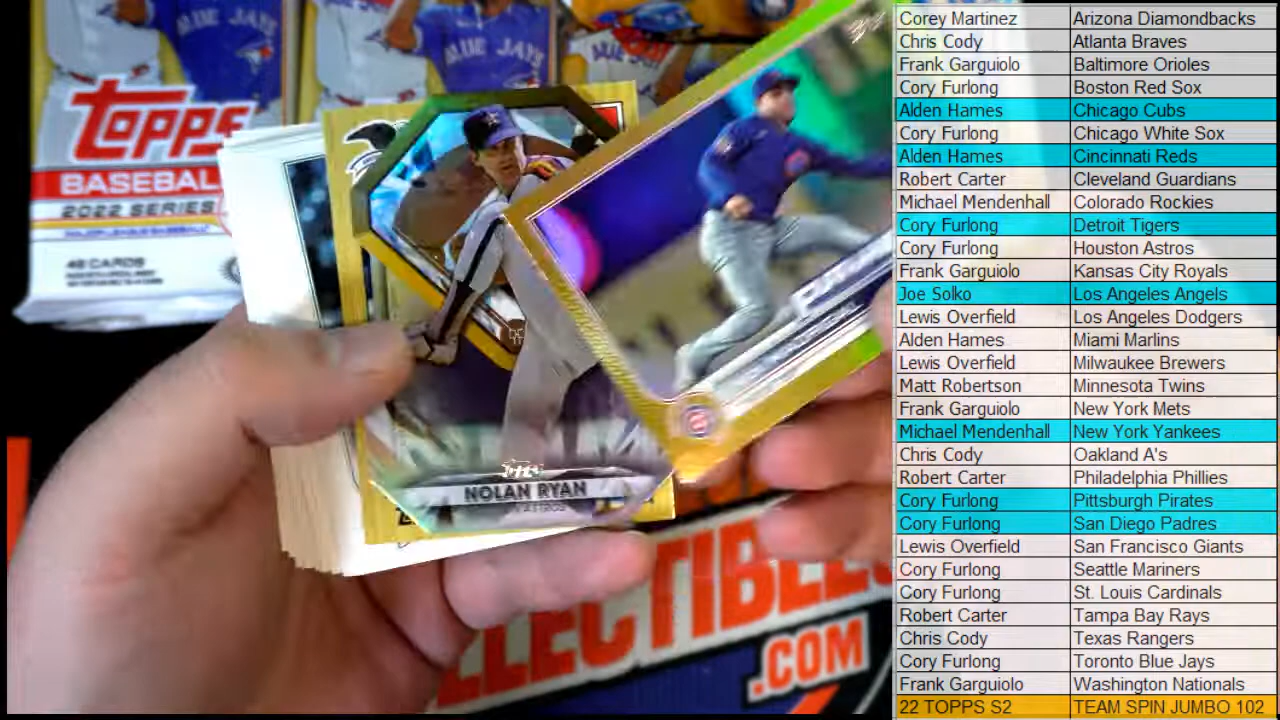 BLUE JAYS
BLUE JAYS
TOPPS
BASEBALL
2022 SERIES
NOLAN RYAN
ASTROS
LECTIBLES
.COM
Corey Martinez Arizona Diamondbacks
Chris Cody Atlanta Braves
Frank Garguiolo Baltimore Orioles
Cory Furlong Boston Red Sox
Alden Hames Chicago Cubs
Cory Furlong Chicago White Sox
Alden Hames Cincinnati Reds
Robert Carter Cleveland Guardians
Michael Mendenhall Colorado Rockies
Cory Furlong Detroit Tigers
Cory Furlong Houston Astros
Frank Garguiolo Kansas City Royals
Joe Solko Los Angeles Angels
Lewis Overfield Los Angeles Dodgers
Alden Hames Miami Marlins
Lewis Overfield Milwaukee Brewers
Matt Robertson Minnesota Twins
Frank Garguiolo New York Mets
Michael Mendenhall New York Yankees
Chris Cody Oakland A's
Robert Carter Philadelphia Phillies
Cory Furlong Pittsburgh Pirates
Cory Furlong San Diego Padres
Lewis Overfield San Francisco Giants
Cory Furlong Seattle Mariners
Cory Furlong St. Louis Cardinals
Robert Carter Tampa Bay Rays
Chris Cody Texas Rangers
Cory Furlong Toronto Blue Jays
Frank Garguiolo Washington Nationals
22 TOPPS S2 TEAM SPIN JUMBO 102